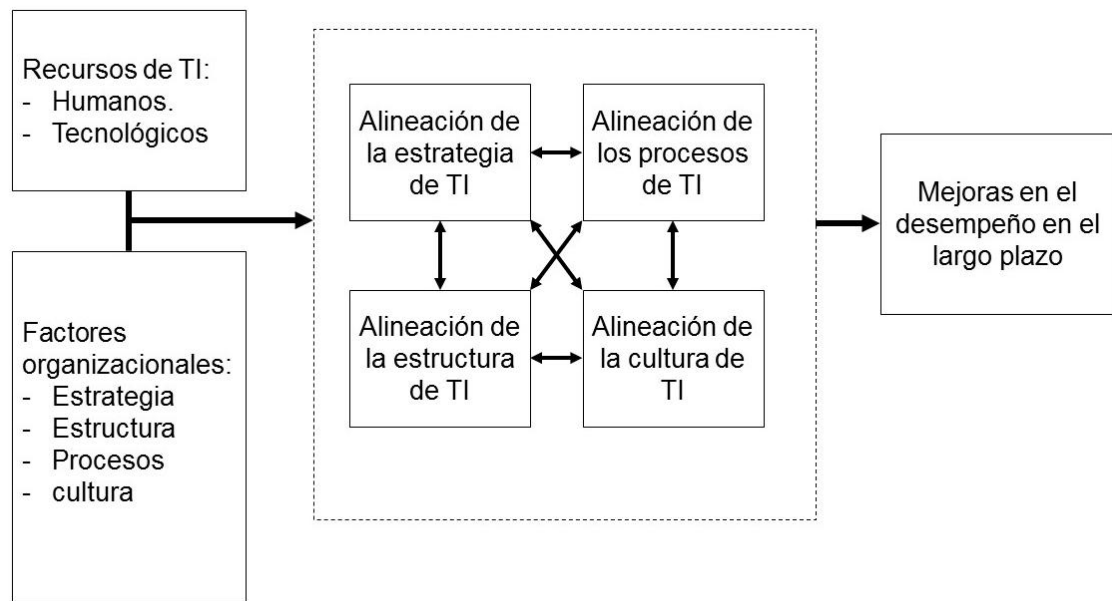 Recursos de TI:
- Humanos.
- Tecnológicos
Factores
organizacionales:
- Estrategia
- Estructura
- Procesos
- cultura
Alineación de
la estrategia
de TI
Alineación de
los procesos
de TI
Alineación de
la estructura
de TI
Alineación de
la cultura de
TI
Mejoras en el
desempeño en el
largo plazo